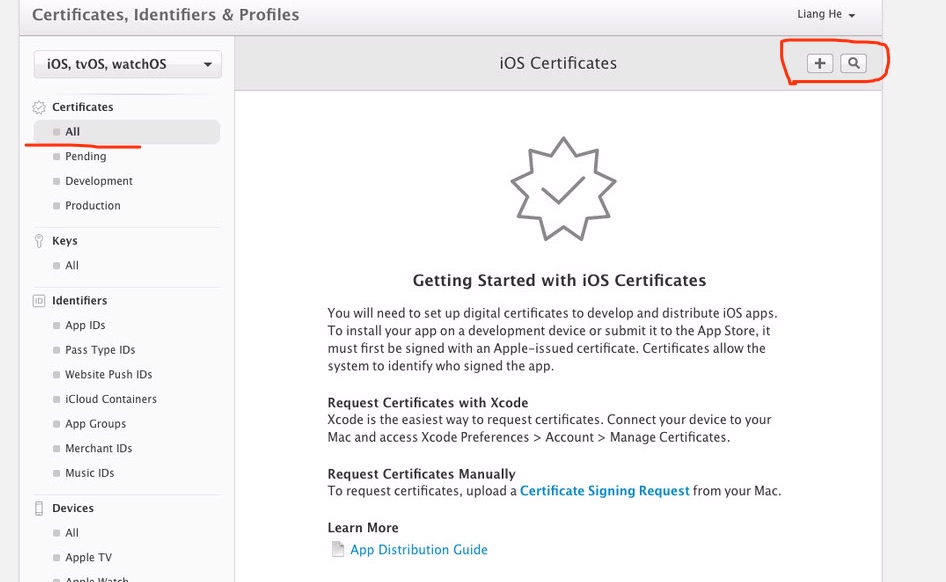 Certificates, Identifiers & Profiles
Liang He
iOS, tvOS, watchOS
Certificates
All
Pending
Development
Production
Keys
All
ID Identifiers
App IDs
Pass Type IDs
Website Push IDs
iCloud Containers
App Groups
Merchant IDs
Music IDs
Devices
All
Apple TV
Apple Watch
iOS Certificates
Getting Started with iOS Certificates
You will need to set up digital certificates to develop and distribute iOS apps.
To install your app on a development device or submit it to the App Store, it
must first be signed with an Apple-issued certificate. Certificates allow the
system to identify who signed the app.
Request Certificates with Xcode
Xcode is the easiest way to request certificates. Connect your device to your
Mac and access Xcode Preferences > Account > Manage Certificates.
Request Certificates Manually
To request certificates, upload a Certificate Signing Request from your Mac.
Learn More
App Distribution Guide